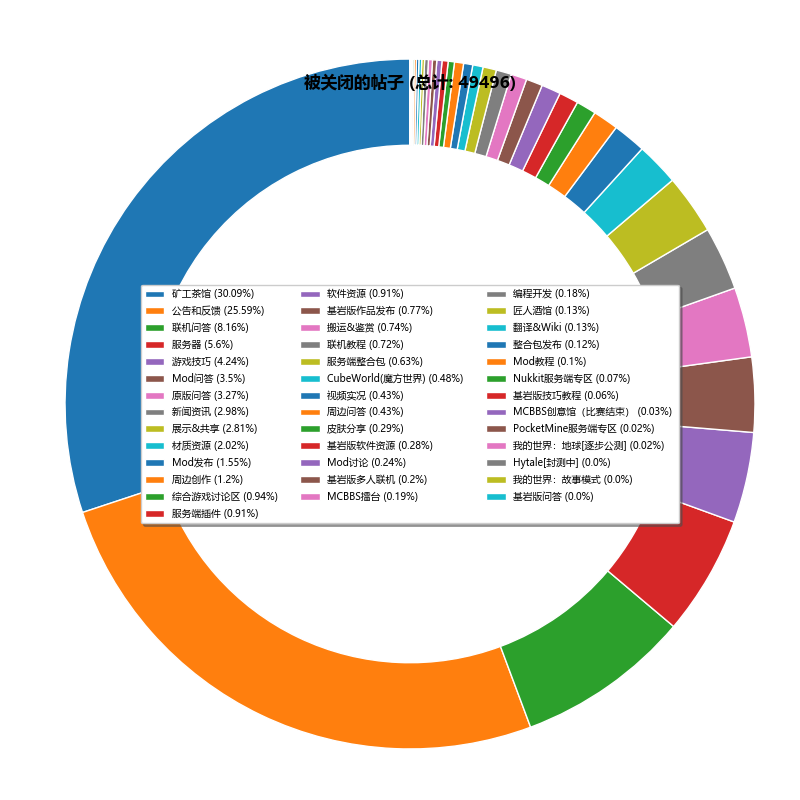 被关闭的帖子 (总计: 49496)
矿工茶馆 (30.09%)
公告和反馈 (25.59%)
联机问答 (8.16%)
服务器 (5.6%)
游戏技巧 (4.24%)
Mod问答 (3.5%)
原版问答 (3.27%)
新闻资讯 (2.98%)
展示&共享 (2.81%)
材质资源 (2.02%)
Mod发布 (1.55%)
周边创作 (1.2%)
综合游戏讨论区 (0.94%)
服务端插件 (0.91%)
软件资源 (0.91%)
基岩版作品发布 (0.77%)
搬运&鉴赏 (0.74%)
联机教程 (0.72%)
服务端整合包 (0.63%)
CubeWorld(魔方世界) (0.48%)
视频实况 (0.43%)
周边问答 (0.43%)
皮肤分享 (0.29%)
基岩版软件资源 (0.28%)
Mod讨论 (0.24%)
基岩版多人联机 (0.2%)
MCBBS擂台 (0.19%)
编程开发 (0.18%)
匠人酒馆 (0.13%)
翻译&Wiki (0.13%)
整合包发布 (0.12%)
Mod教程 (0.1%)
Nukkit服务端专区 (0.07%)
基岩版技巧教程 (0.06%)
MCBBS创意馆（比赛结束） (0.03%)
PocketMine服务端专区 (0.02%)
我的世界：地球[逐步公测] (0.02%)
Hytale[封测中] (0.0%)
我的世界：故事模式 (0.0%)
基岩版问答 (0.0%)